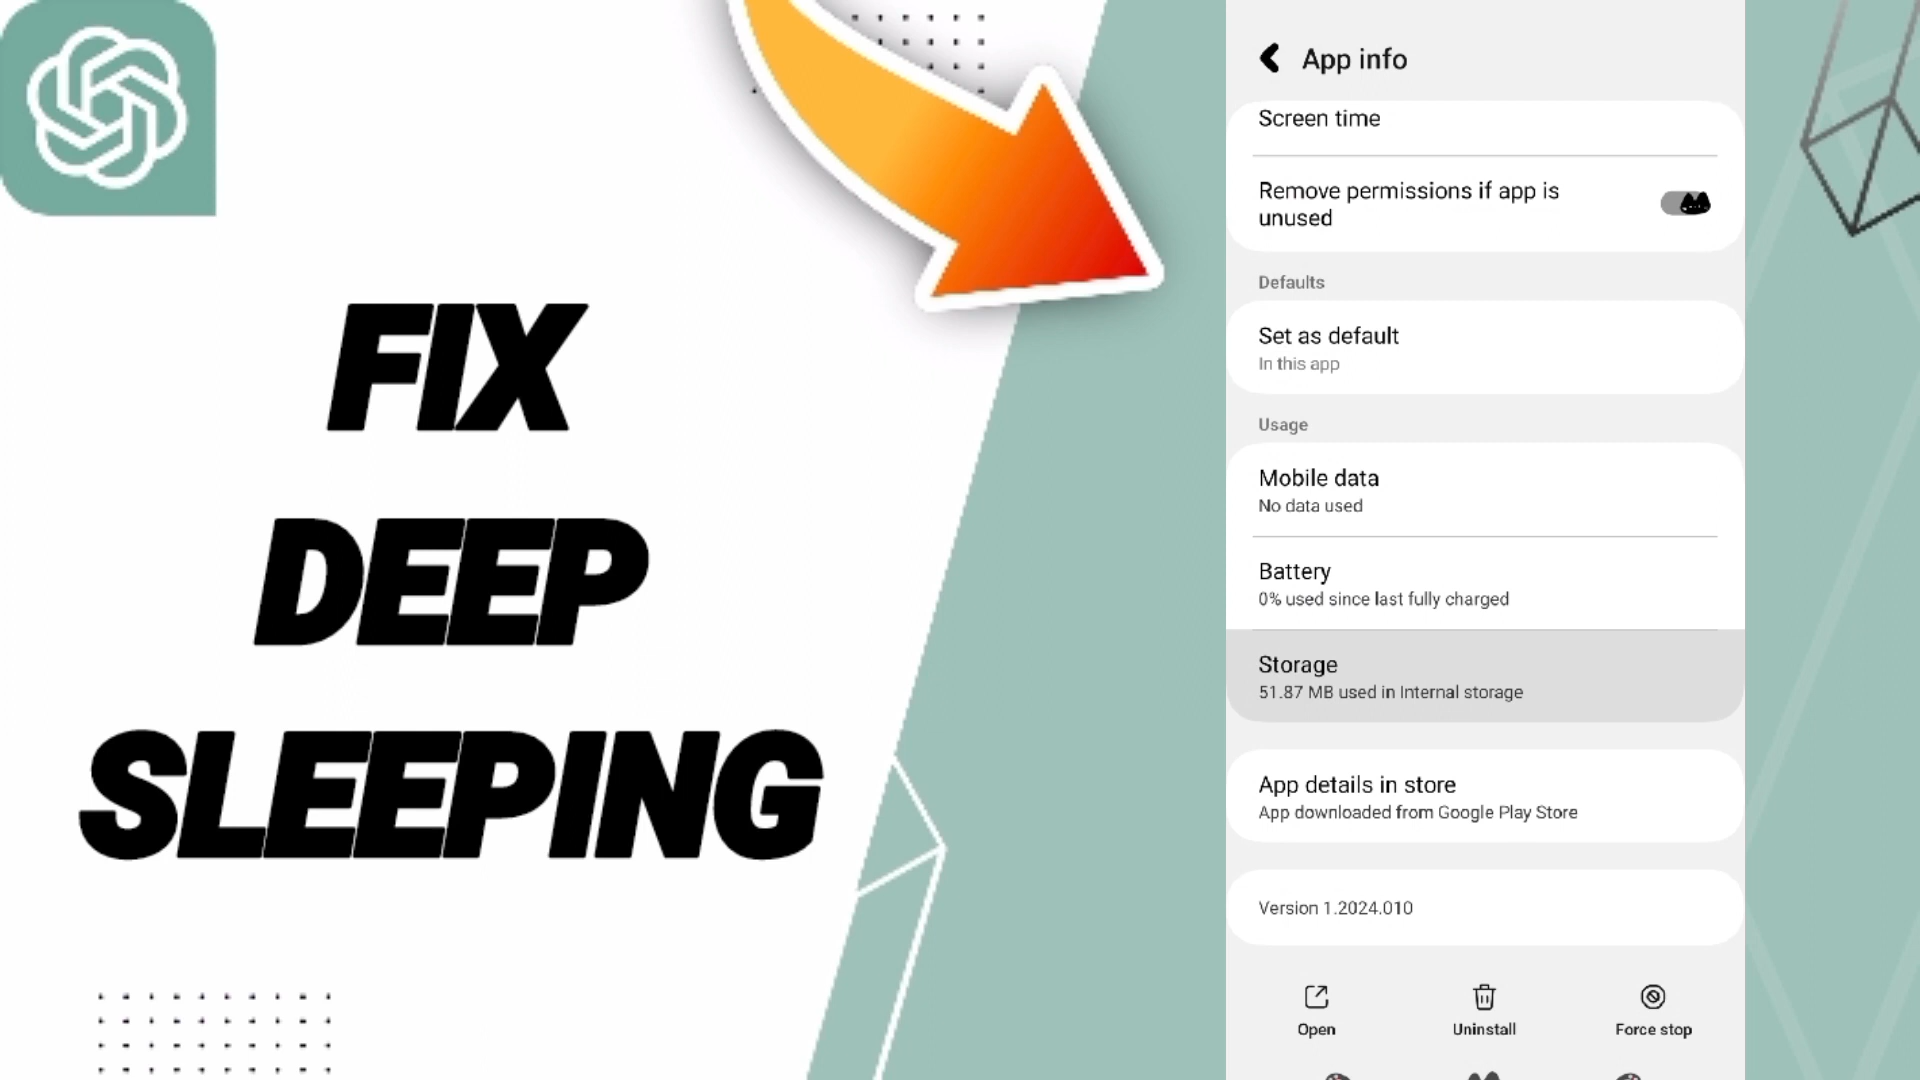 FIX
DEEP
SLEEPING
App info
Screen time
Remove permissions if app is
unused
Defaults
Set as default
In this app
Usage
Mobile data
No data used
Battery
0% used since last fully charged
Storage
51.87 MB used in Internal storage
App details in store
App downloaded from Google Play Store
Version 1.2024.010
Open
Uninstall
Force stop